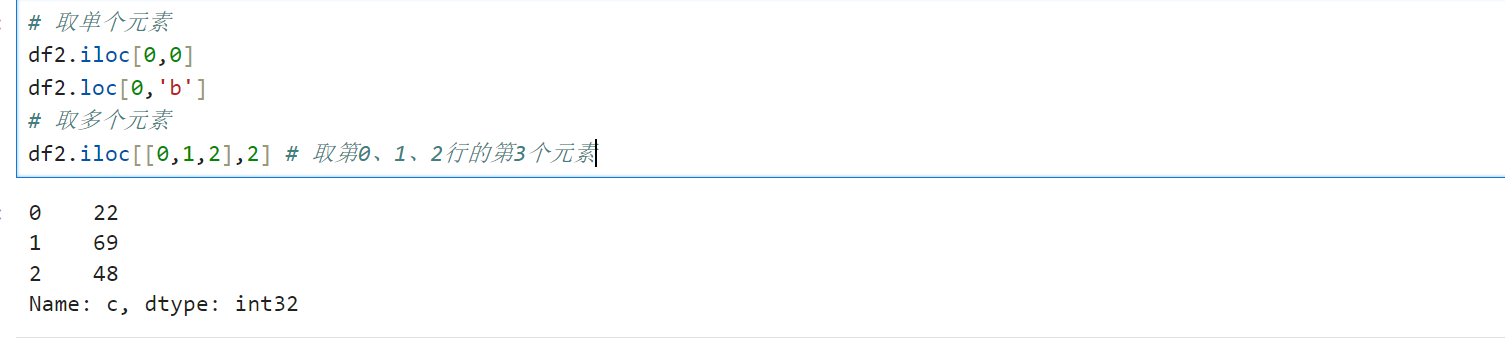 # 取单个元素
df2.iloc[0,0]
df2.loc[0,'b']
# 取多个元素
df2.iloc[[0,1,2],2] # 取第0、1、2行的第3个元素
0    22
1    69
2    48
Name: c, dtype: int32